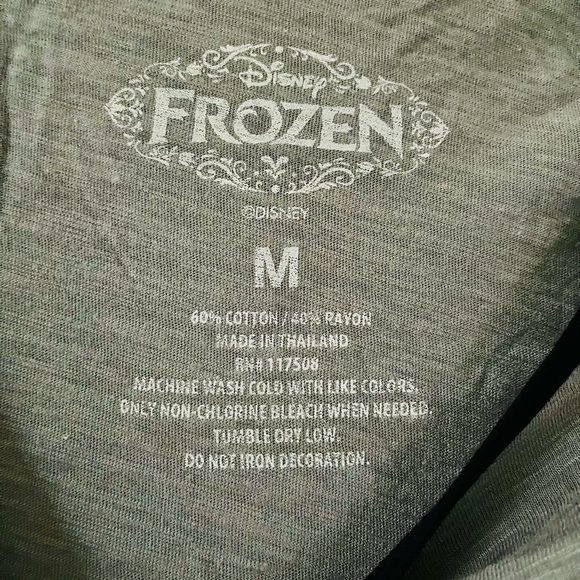 Disney
FROZEN
©DISNEY
M
60% COTTON / 40% RAYON
MADE IN THAILAND
RN# 117508
MACHINE WASH COLD WITH LIKE COLORS.
ONLY NON-CHLORINE BLEACH WHEN NEEDED.
TUMBLE DRY LOW.
DO NOT IRON DECORATION.